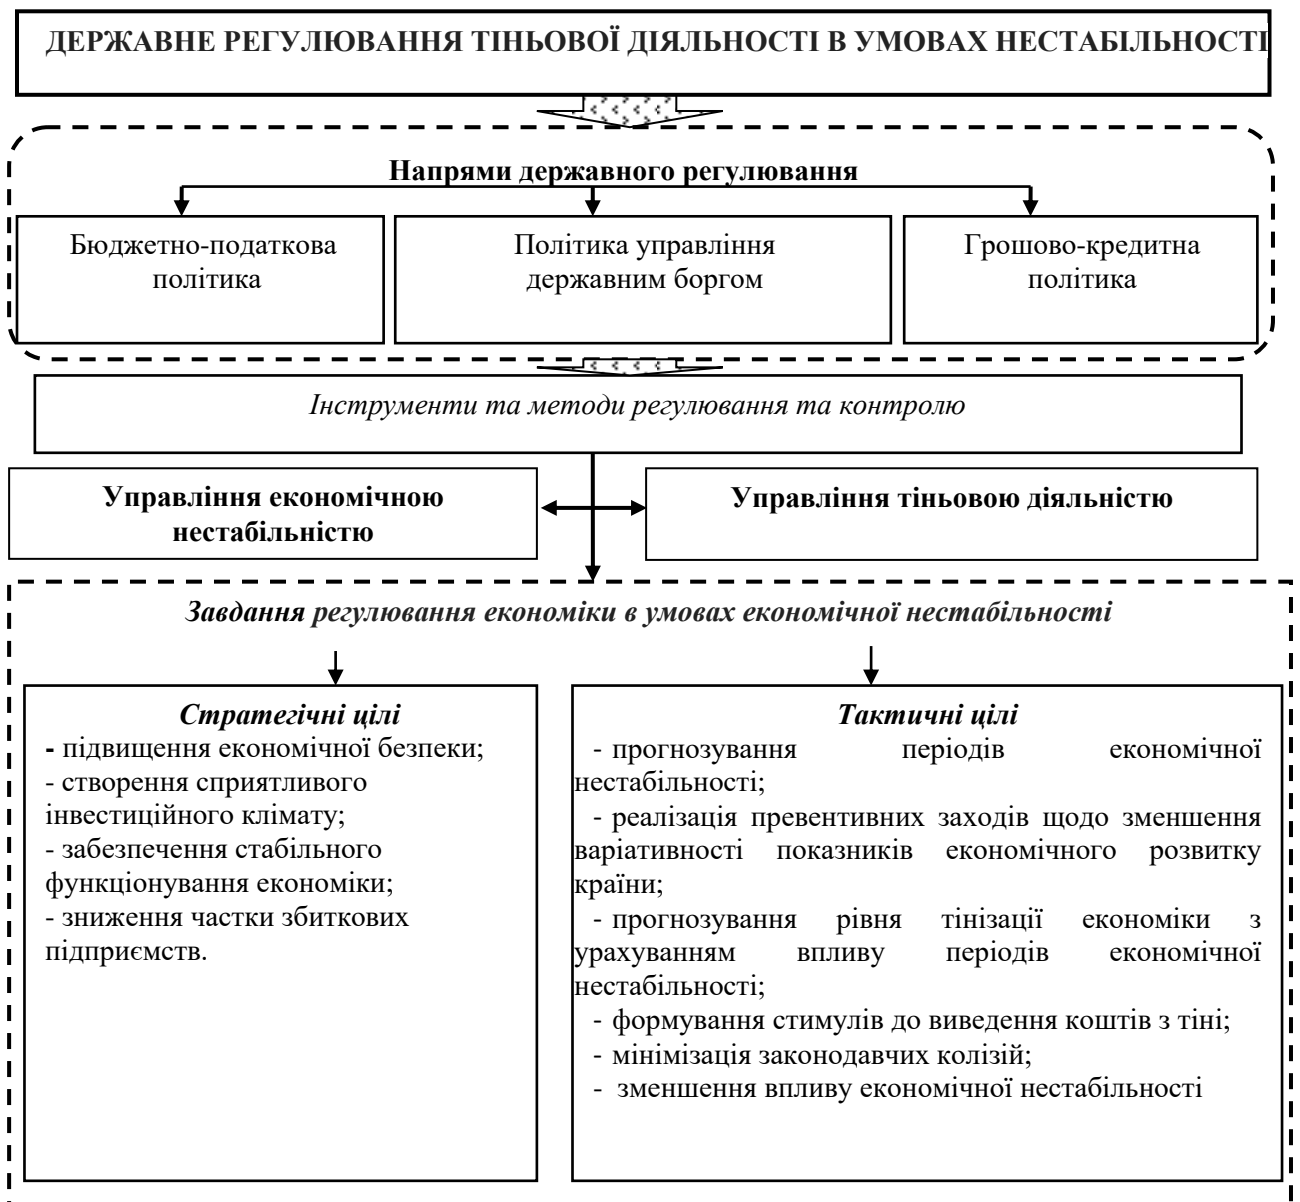 ДЕРЖАВНЕ РЕГУЛЮВАННЯ ТІНЬОВОЇ ДІЯЛЬНОСТІ В УМОВАХ НЕСТАБІЛЬНОСТІ
Напрями державного регулювання
Бюджетно-податкова
політика
Політика управління
державним боргом
Грошово-кредитна
політика
Інструменти та методи регулювання та контролю
Управління економічною
нестабільністю
Управління тіньовою діяльністю
Завдання регулювання економіки в умовах економічної нестабільності
Стратегічні цілі
- підвищення економічної безпеки;
- створення сприятливого
інвестиційного клімату;
- забезпечення стабільного
функціонування економіки;
- зниження частки збиткових
підприємств.
Тактичні цілі
- прогнозування періодів економічної
нестабільності;
- реалізація превентивних заходів щодо зменшення
варіативності показників економічного розвитку
країни;
- прогнозування рівня тінізації економіки з
урахуванням впливу періодів економічної
нестабільності;
- формування стимулів до виведення коштів з тіні;
- мінімізація законодавчих колізій;
- зменшення впливу економічної нестабільності